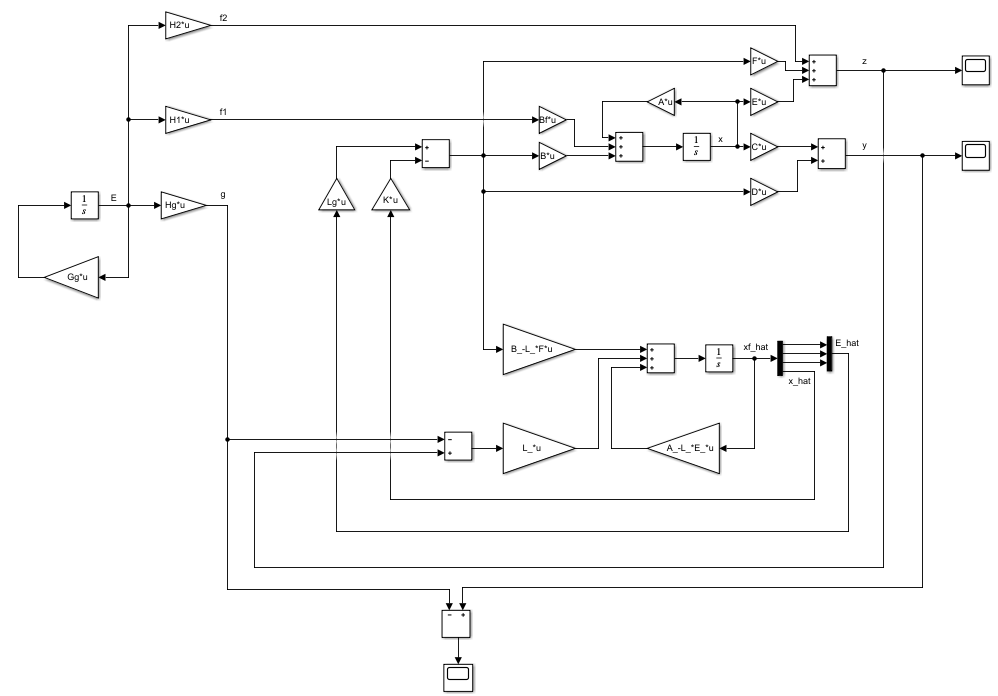 H2*u
f2
F*u
z
A*u
E*u
H1*u
f1
Bf*u
B*u
1
s
x
C*u
y
D*u
Lg*u
K*u
1
s
E
Hg*u
g
Gg*u
B_-L_*F*u
1
s
xf_hat
E_hat
x_hat
L_*u
A_-L_*E_*u